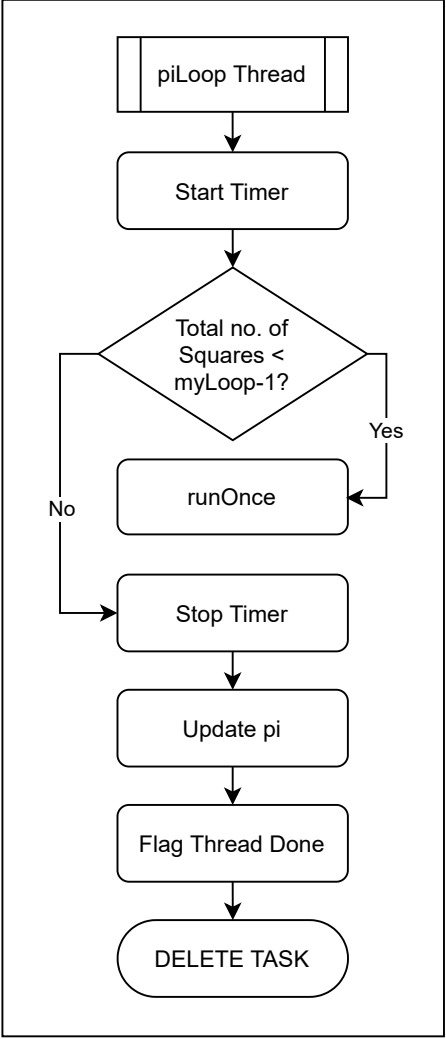 piLoop Thread
Start Timer
Total no. of
Squares <
myLoop-1?
Yes
runOnce
No
Stop Timer
Update pi
Flag Thread Done
DELETE TASK